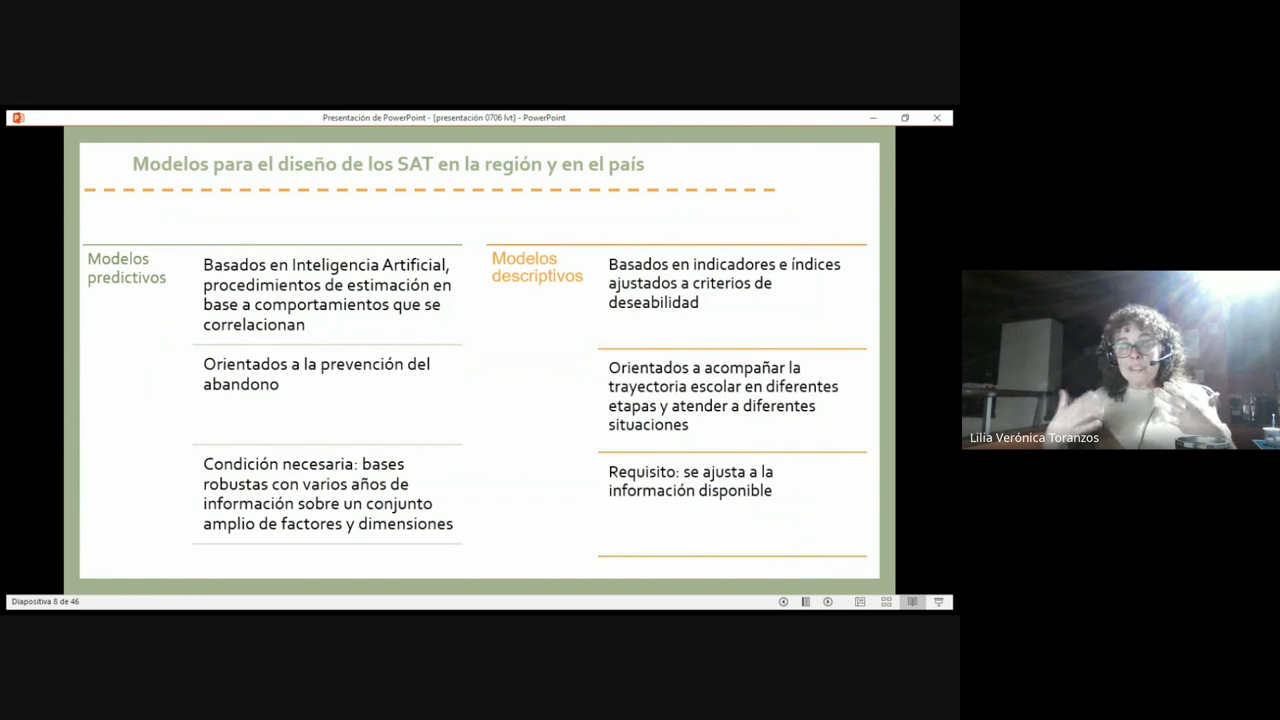 Presentación de PowerPoint - [presentación 0706 lvt] - PowerPoint
Modelos para el diseño de los SAT en la región y en el país
Modelos
predictivos
Basados en Inteligencia Artificial,
procedimientos de estimación en
base a comportamientos que se
correlacionan
Orientados a la prevención del
abandono
Condición necesaria: bases
robustas con varios años de
información sobre un conjunto
amplio de factores y dimensiones
Modelos
descriptivos
Basados en indicadores e índices
ajustados a criterios de
deseabilidad
Orientados a acompañar la
trayectoria escolar en diferentes
etapas y atender a diferentes
situaciones
Requisito: se ajusta a la
información disponible
Lilia Verónica Toranzos
Diapositiva 8 de 46